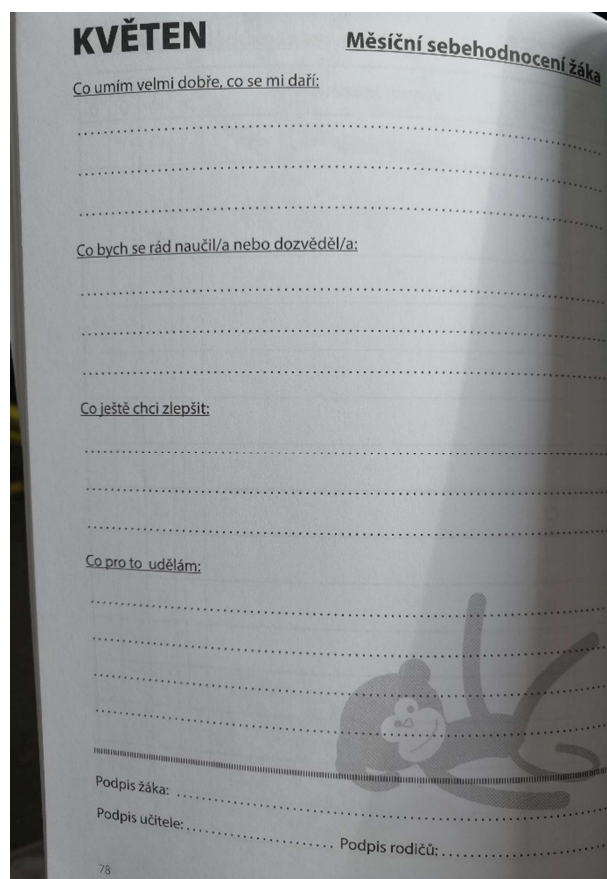 KVĚTEN
Měsíční sebehodnocení žáka
Co umím velmi dobře, co se mi daří:
Co bych se rád naučil/a nebo dozvěděl/a:
Co ještě chci zlepšit:
Co pro to udělám:
Podpis žáka:
Podpis učitele: Podpis rodičů:
78